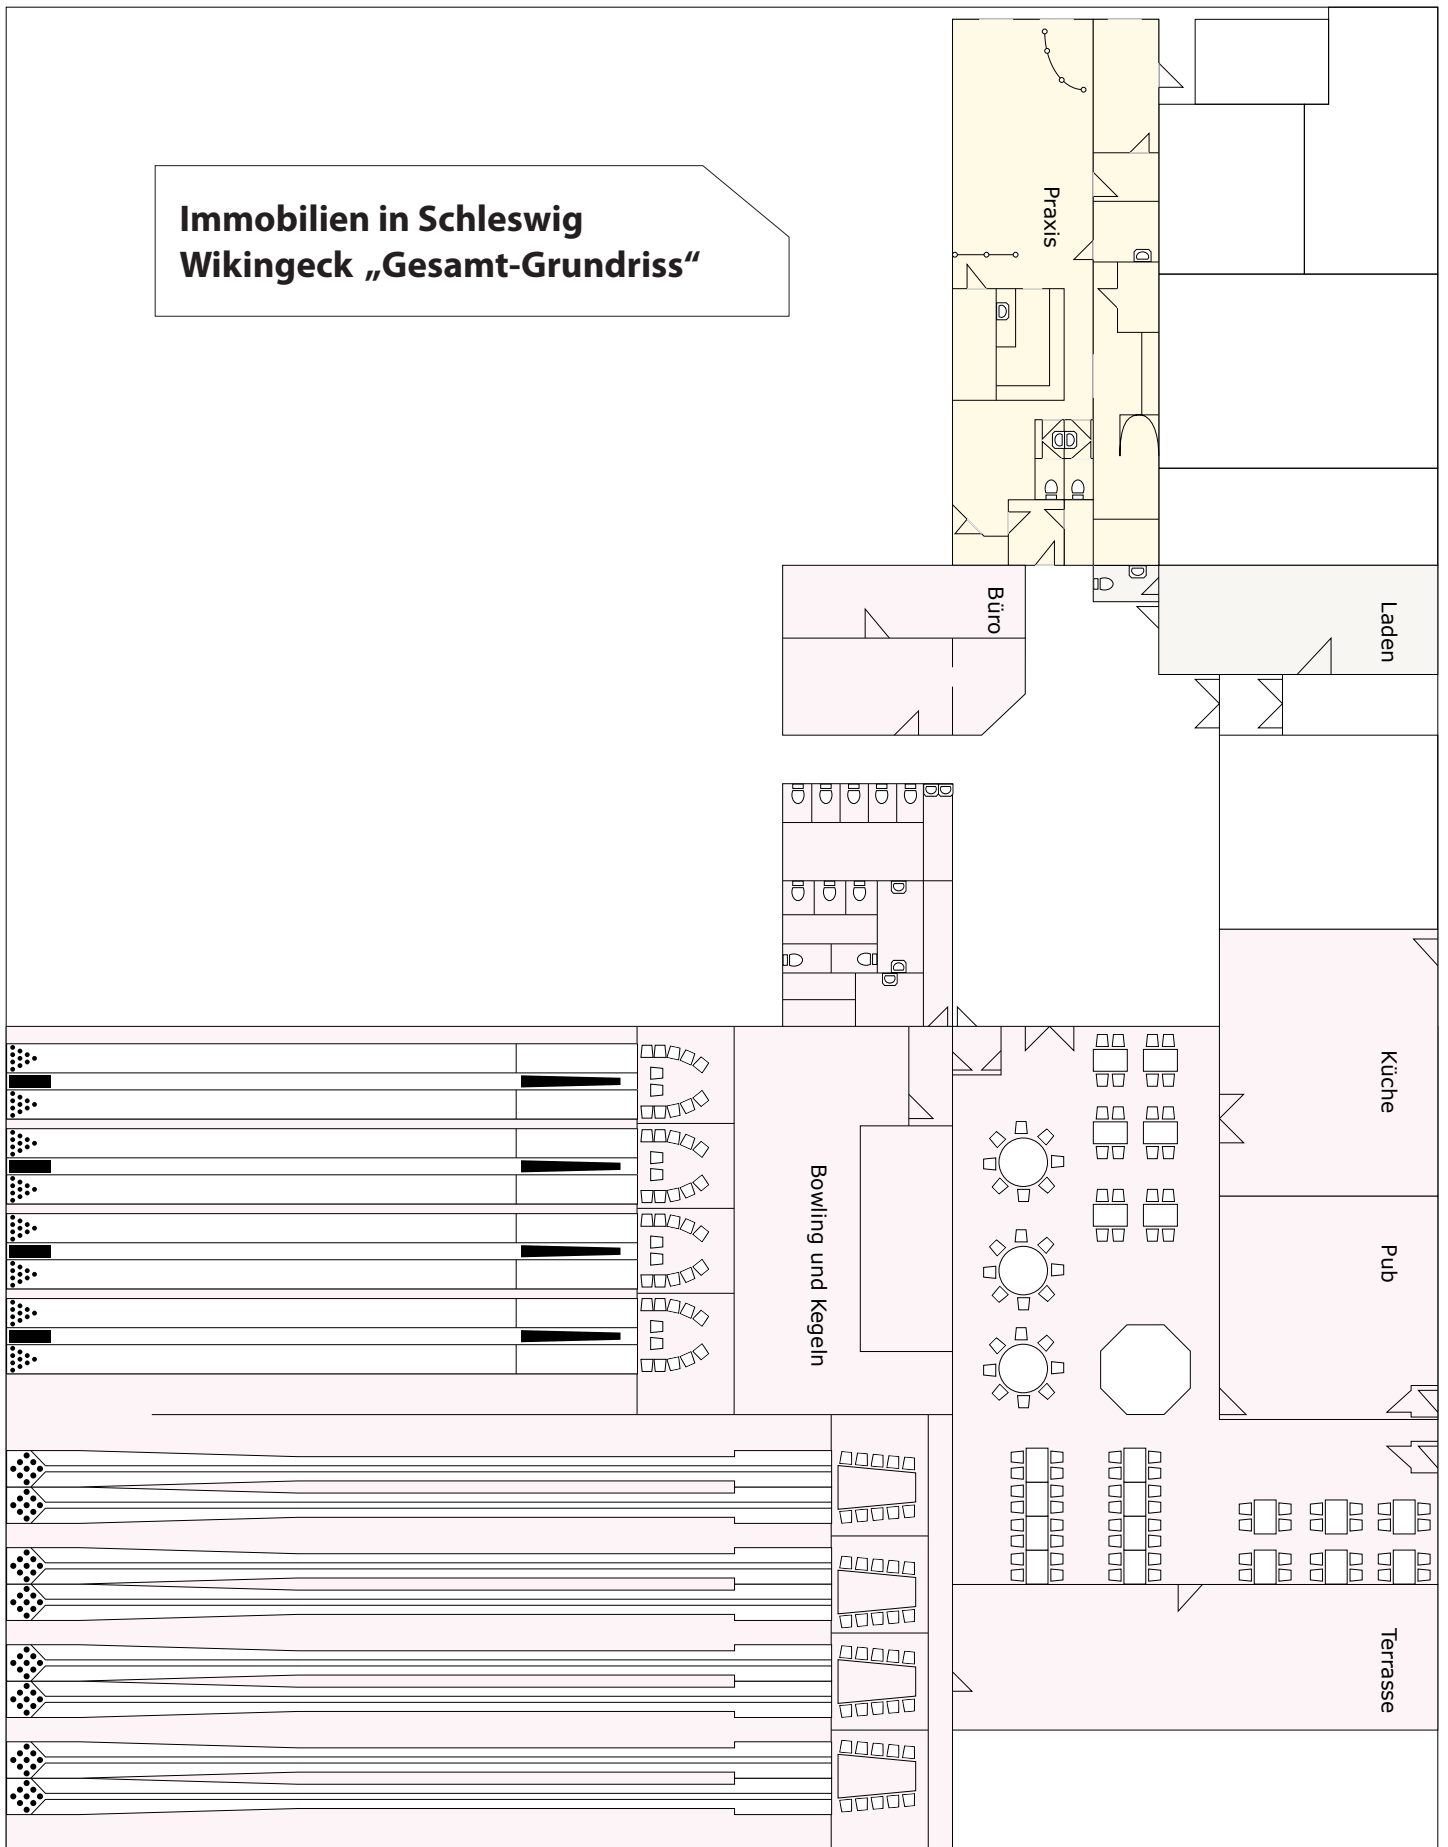 Immobilien in Schleswig
Wikingeck „Gesamt-Grundriss“
Praxis
Büro
Laden
Küche
Bowling und Kegeln
Pub
Terrasse